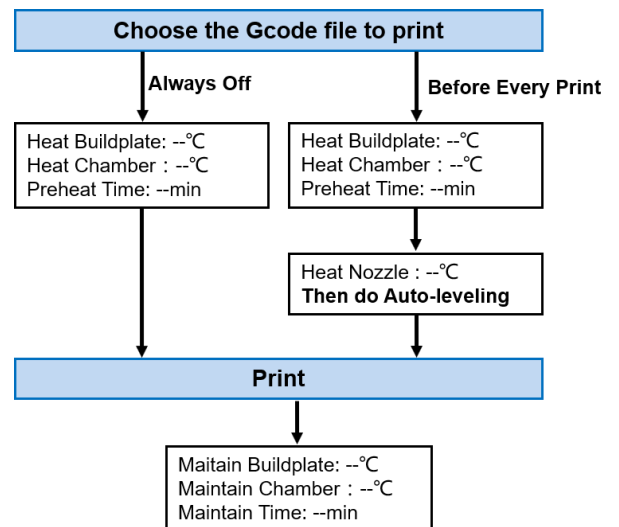 Choose the Gcode file to print
Always Off
Before Every Print
Heat Buildplate: --℃
Heat Chamber : --℃
Preheat Time: --min
Heat Buildplate: --℃
Heat Chamber : --℃
Preheat Time: --min
Heat Nozzle : --℃
Then do Auto-leveling
Print
Maitain Buildplate: --℃
Maintain Chamber : --℃
Maintain Time: --min